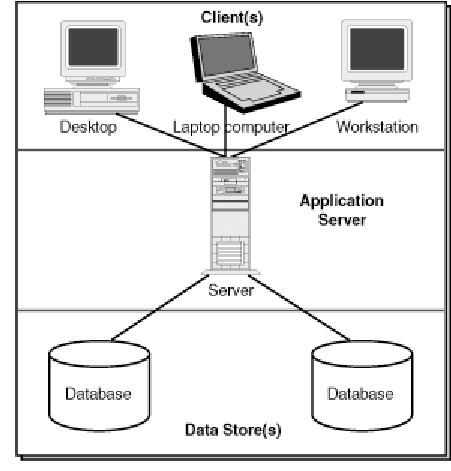 Client(s)
Desktop
Laptop computer
Workstation
Application
Server
Server
Database
Database
Data Store(s)